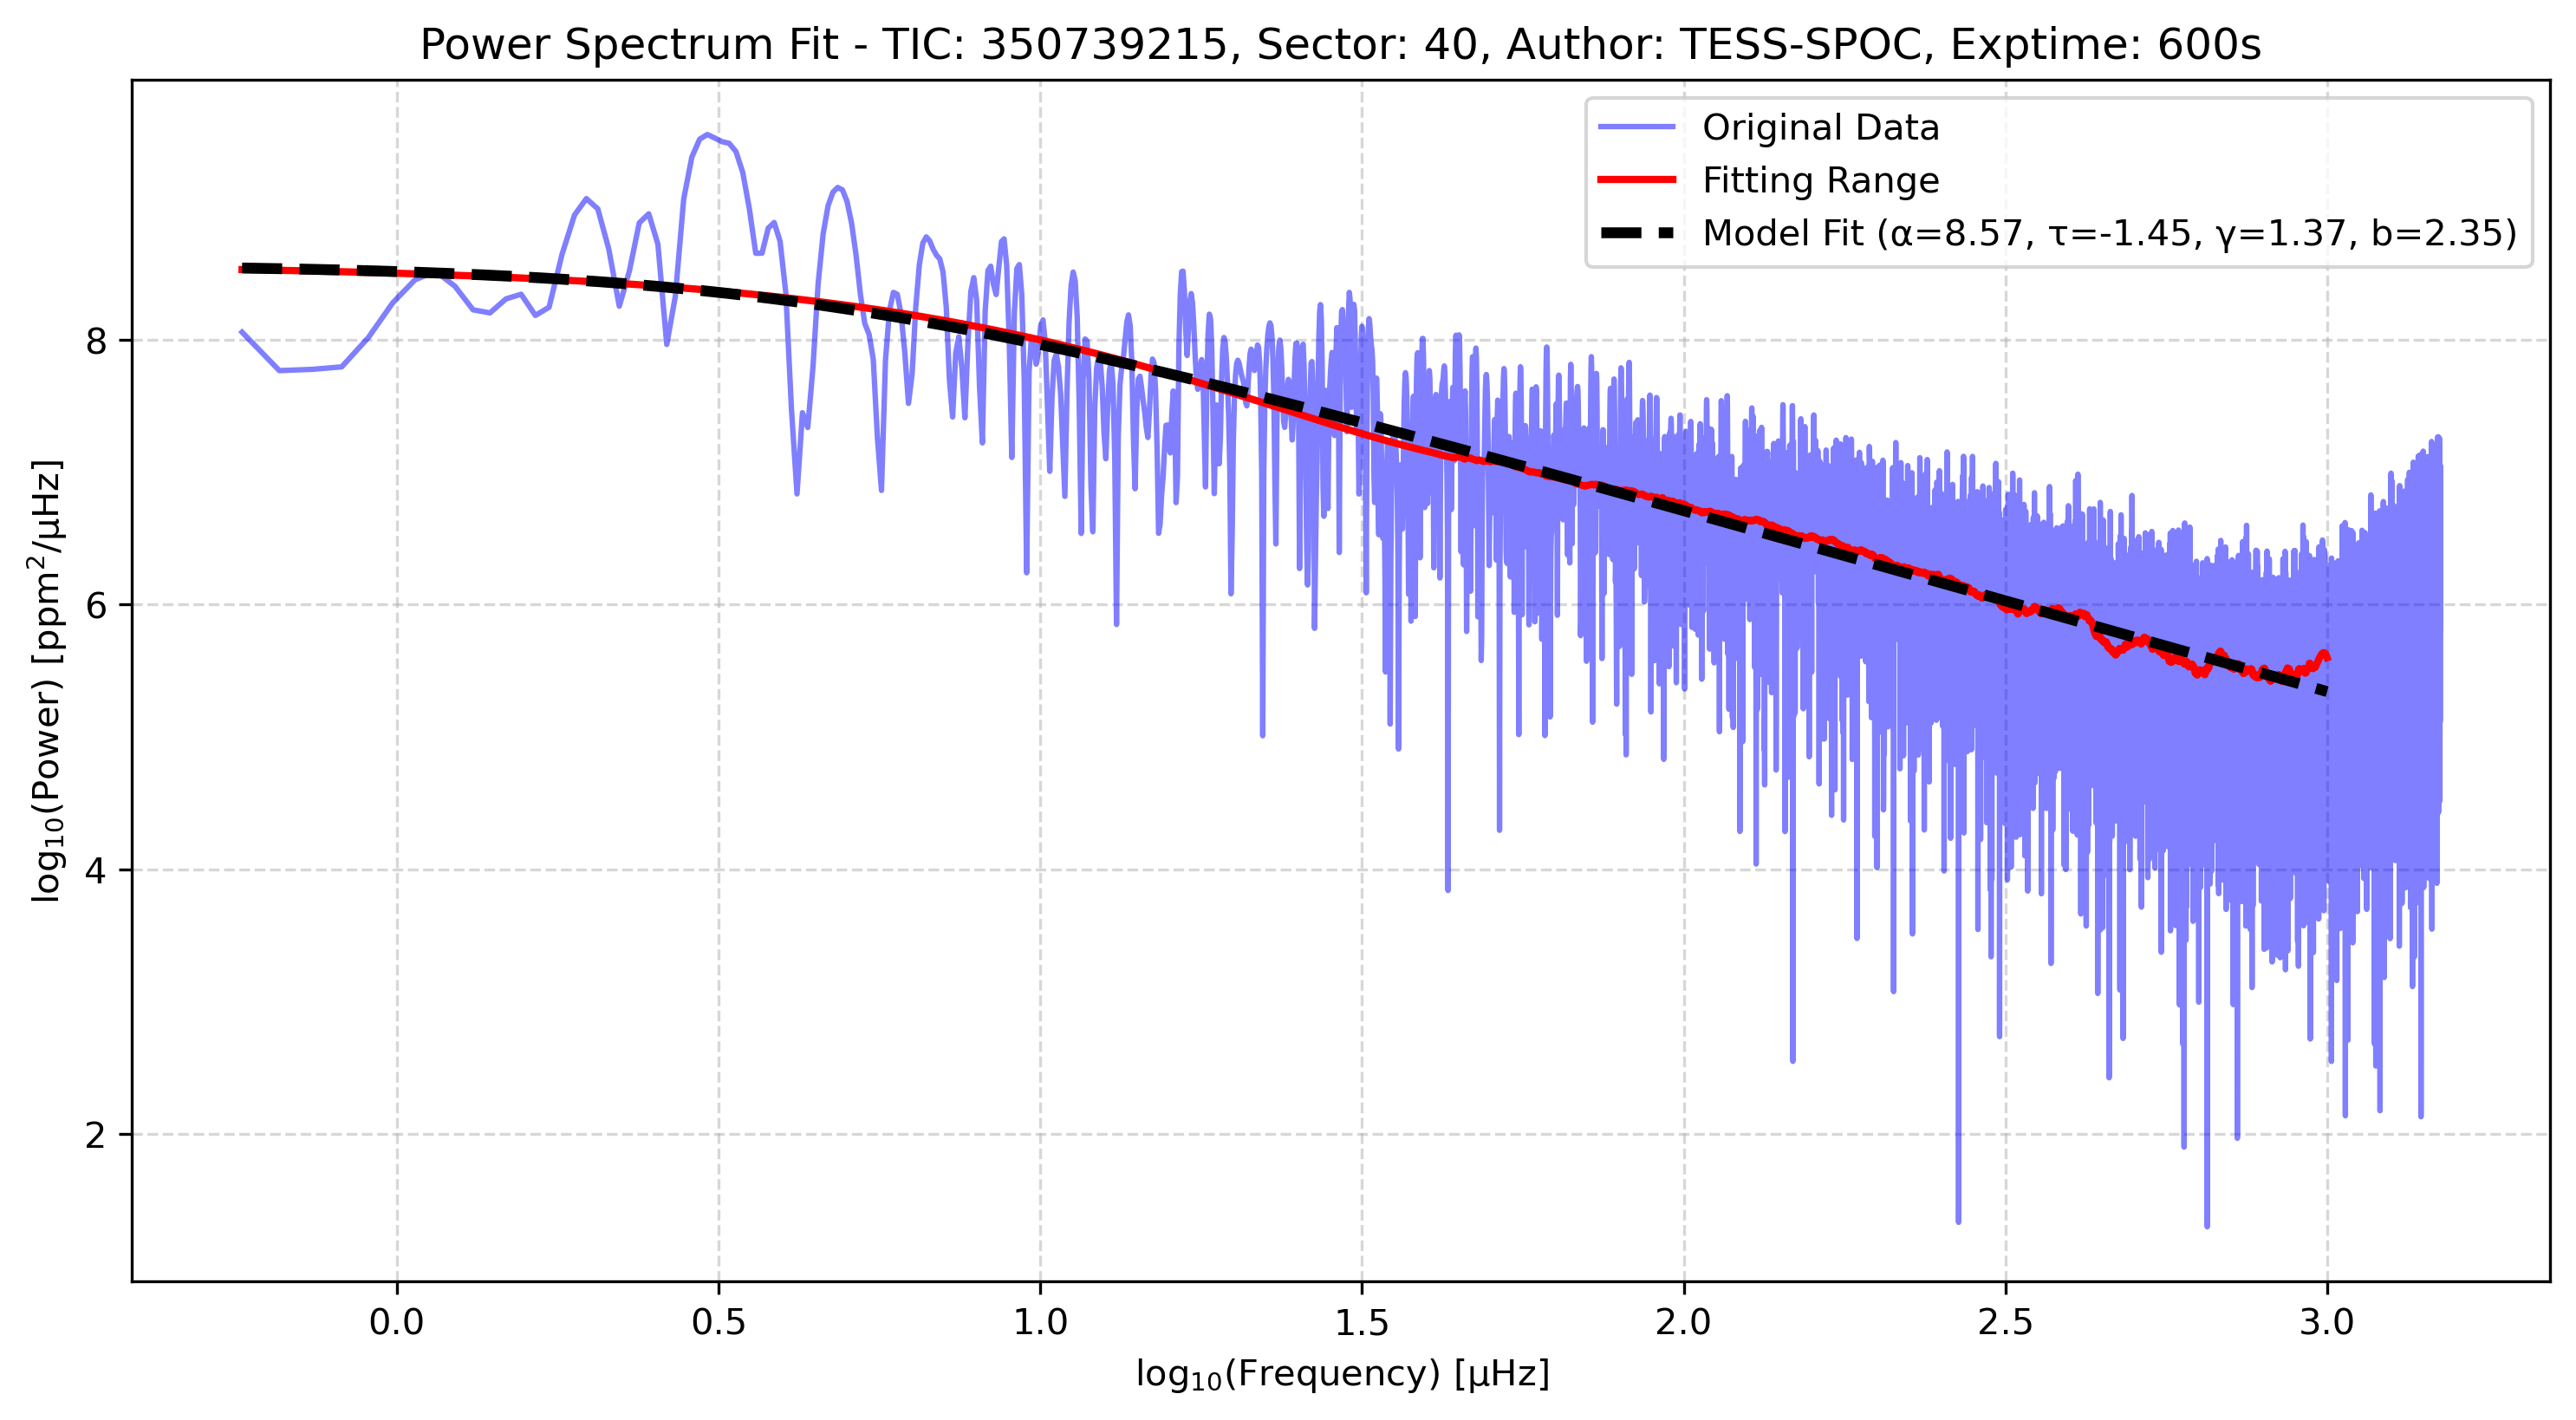 Power Spectrum Fit - TIC: 350739215, Sector: 40, Author: TESS-SPOC, Exptime: 600s
Original Data
Fitting Range
Model Fit (α=8.57, τ=-1.45, γ=1.37, b=2.35)
log₁₀(Power) [ppm²/μHz]
8
6
4
2
0.0 0.5 1.0 1.5 2.0 2.5 3.0
log₁₀(Frequency) [μHz]